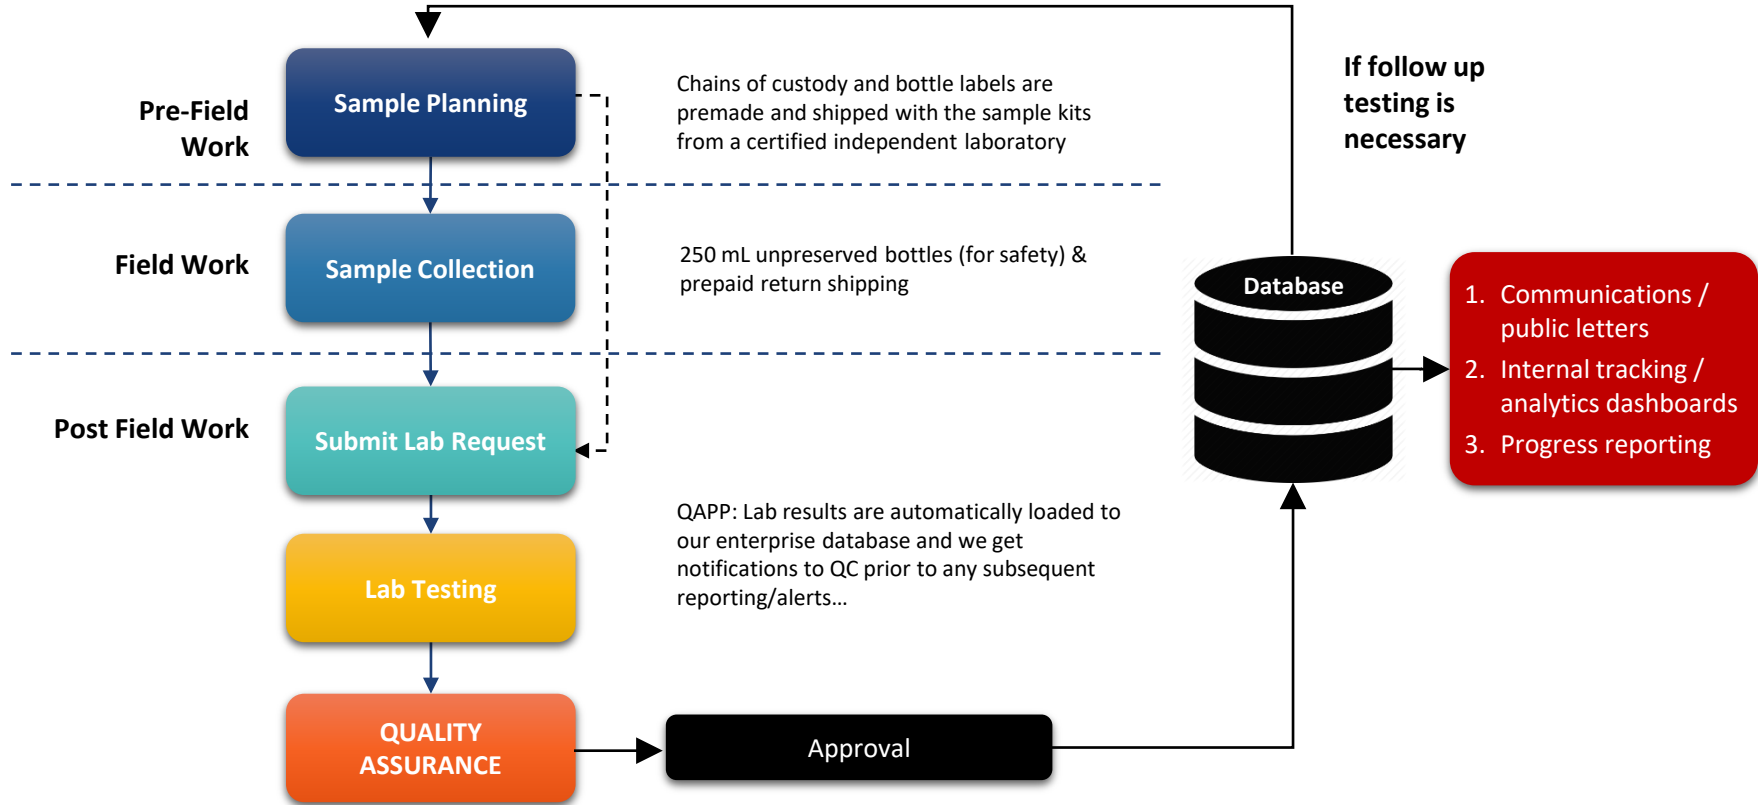 Pre-Field
Work
Sample Planning
Chains of custody and bottle labels are
premade and shipped with the sample kits
from a certified independent laboratory
If follow up
testing is
necessary
Field Work
Sample Collection
250 mL unpreserved bottles (for safety) &
prepaid return shipping
Database
1. Communications /
public letters
2. Internal tracking /
analytics dashboards
3. Progress reporting
Post Field Work
Submit Lab Request
Lab Testing
QAPP: Lab results are automatically loaded to
our enterprise database and we get
notifications to QC prior to any subsequent
reporting/alerts…
QUALITY
ASSURANCE
Approval